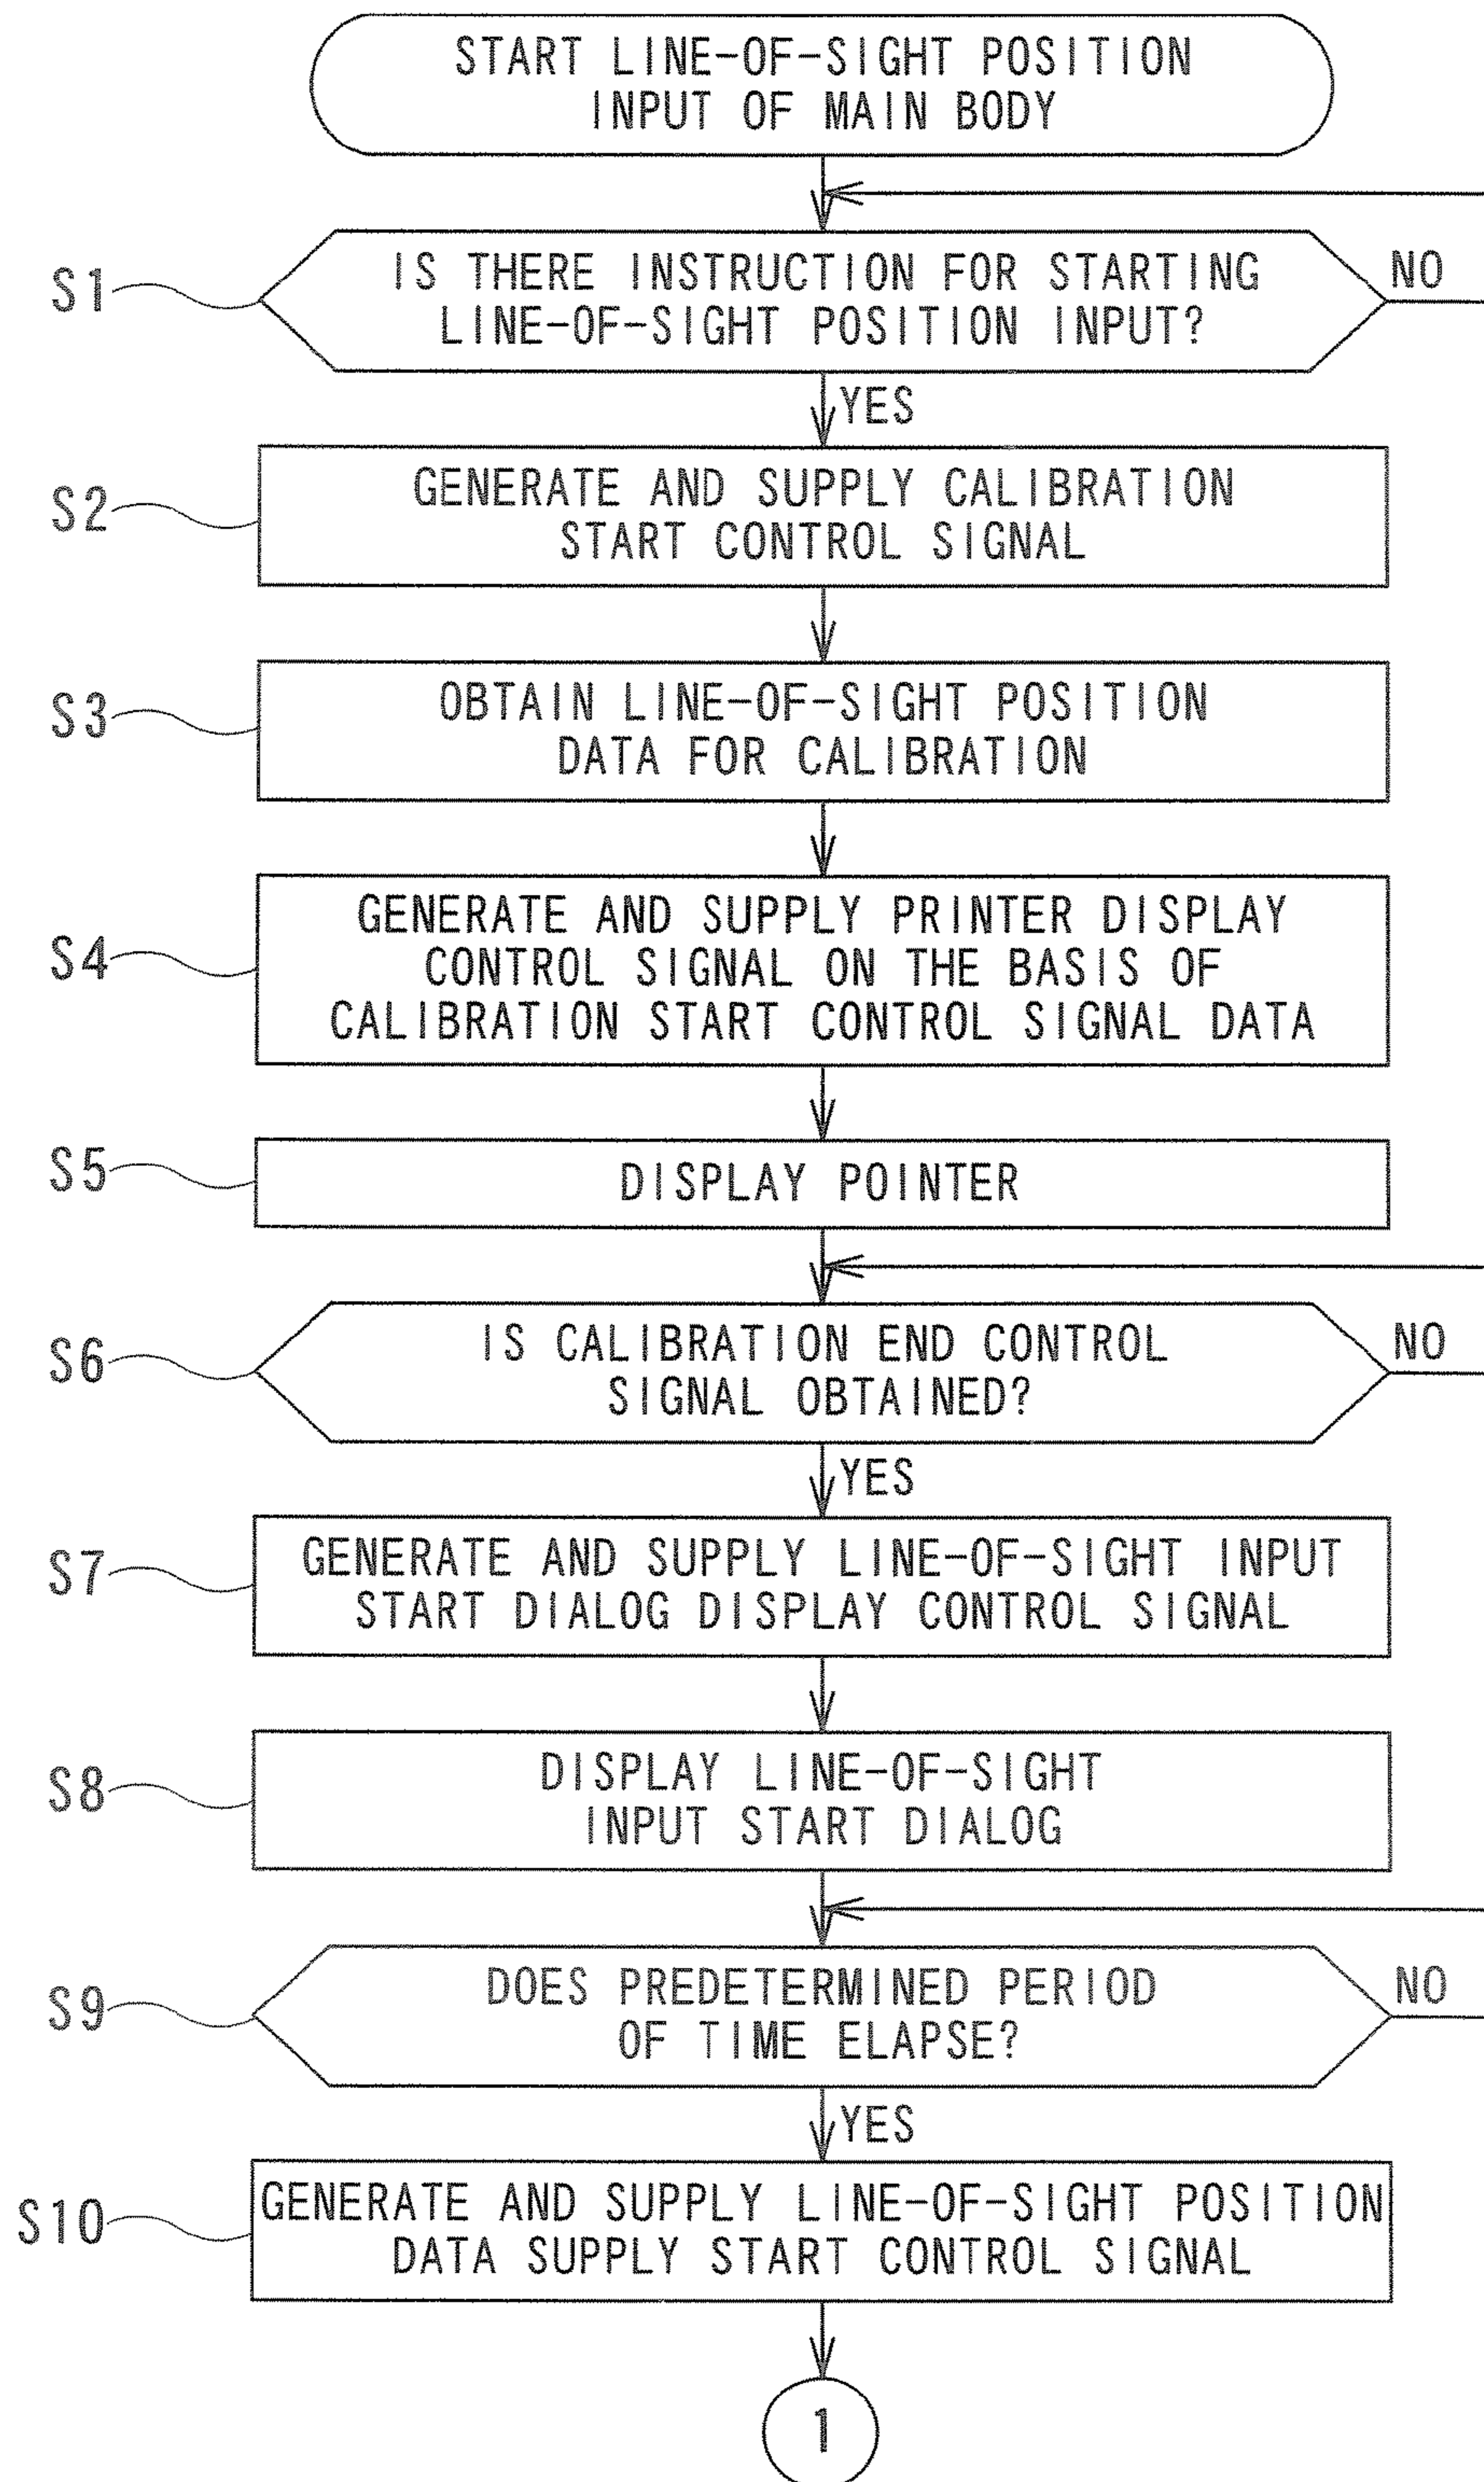 START LINE-OF-SIGHT POSITION
INPUT OF MAIN BODY
S1
IS THERE INSTRUCTION FOR STARTING
LINE-OF-SIGHT POSITION INPUT?
NO
YES
S2
GENERATE AND SUPPLY CALIBRATION
START CONTROL SIGNAL
S3
OBTAIN LINE-OF-SIGHT POSITION
DATA FOR CALIBRATION
S4
GENERATE AND SUPPLY PRINTER DISPLAY
CONTROL SIGNAL ON THE BASIS OF
CALIBRATION START CONTROL SIGNAL DATA
S5
DISPLAY POINTER
S6
IS CALIBRATION END CONTROL
SIGNAL OBTAINED?
NO
YES
S7
GENERATE AND SUPPLY LINE-OF-SIGHT INPUT
START DIALOG DISPLAY CONTROL SIGNAL
S8
DISPLAY LINE-OF-SIGHT
INPUT START DIALOG
S9
DOES PREDETERMINED PERIOD
OF TIME ELAPSE?
NO
YES
S10
GENERATE AND SUPPLY LINE-OF-SIGHT POSITION
DATA SUPPLY START CONTROL SIGNAL
1